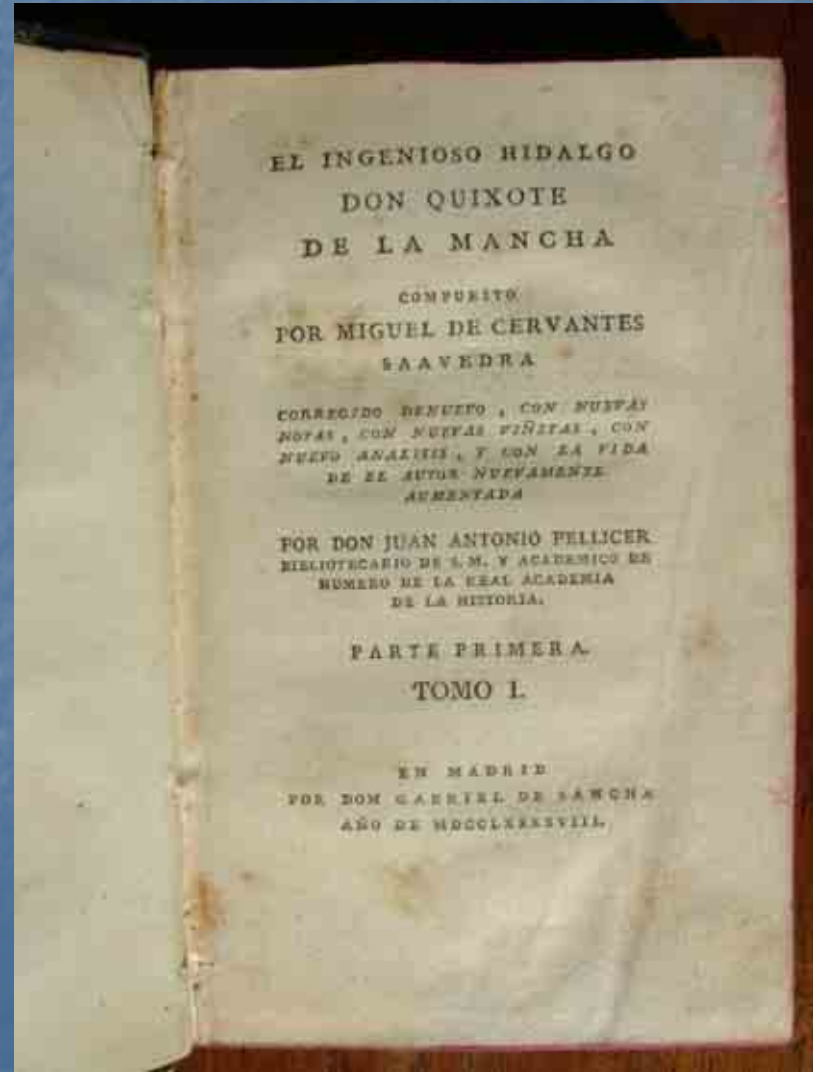 EL INGENIOSO HIDALGO
DON QUIXOTE
DE LA MANCHA
COMPUESTO
POR MIGUEL DE CERVANTES
SAAVEDRA
CORREGIDO DENUEVO, CON NUEVAS
NOTAS, CON NUEVAS VIÑETAS, CON
NUEVO ANALISIS, Y CON LA VIDA
DE EL AUTOR NUEVAMENTE
AUMENTADA
POR DON JUAN ANTONIO PELLICER
BIBLIOTECARIO DE S.M. Y ACADEMICO DE
NUMERO DE LA REAL ACADEMIA
DE LA HISTORIA.
PARTE PRIMERA.
TOMO I.
EN MADRID
POR DON GABRIEL DE SANCHA
AÑO DE MDCCLXXXXVIII.